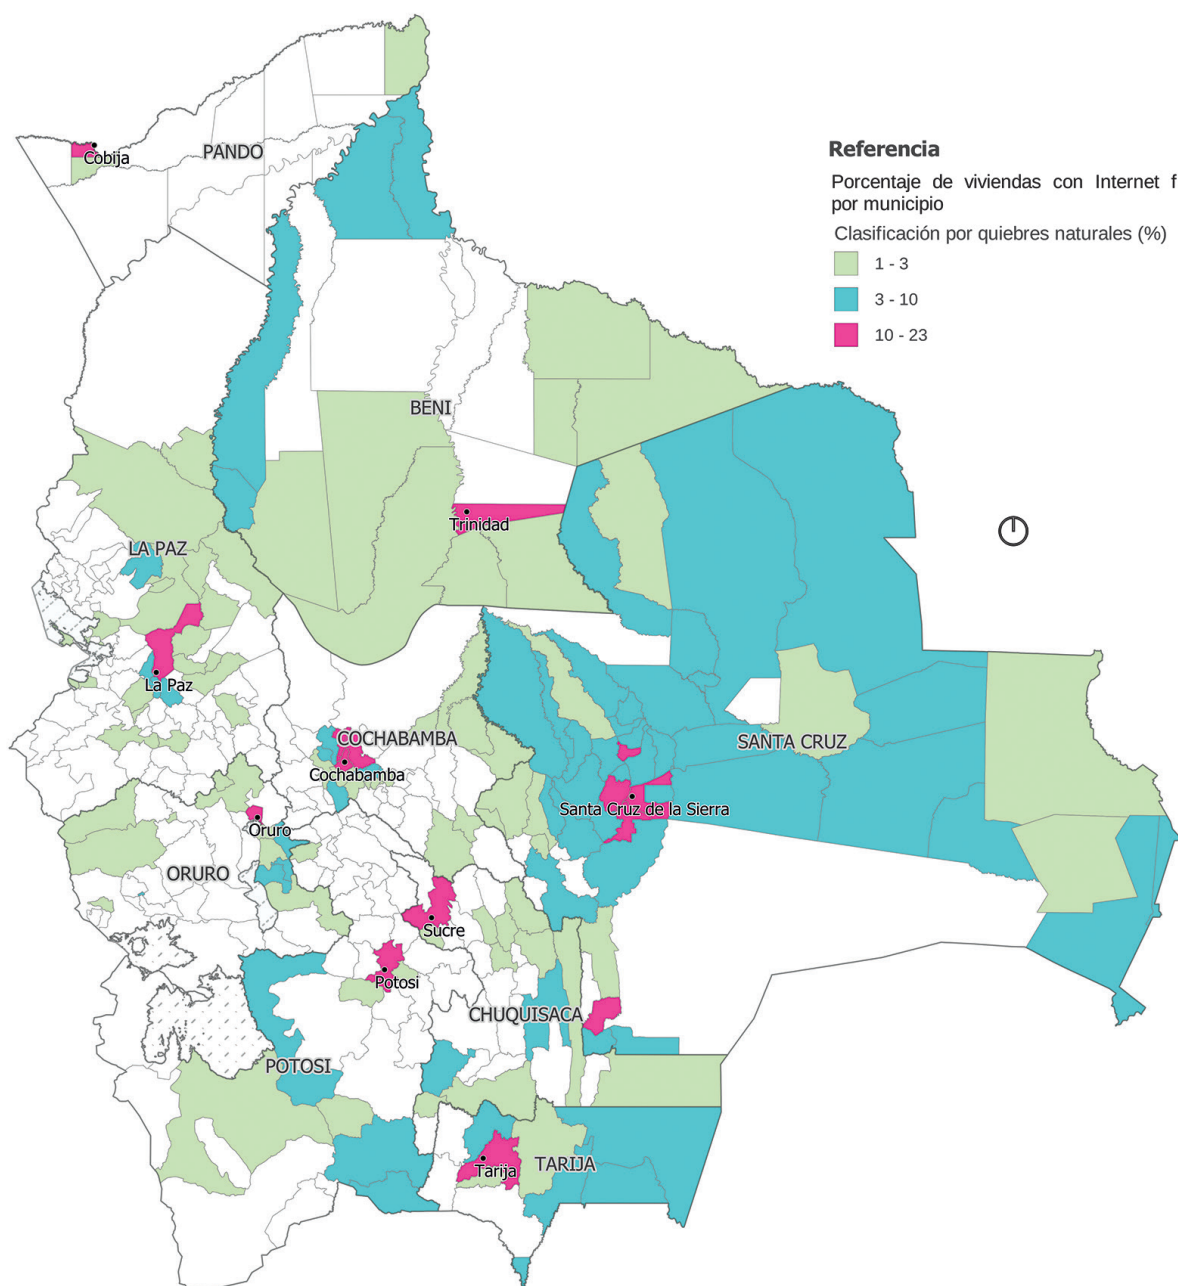 Cobija
PANDO
Referencia
Porcentaje de viviendas con Internet f
por municipio
Clasificación por quiebres naturales (%)
1 - 3
3 - 10
10 - 23
BENI
Trinidad
LA PAZ
La Paz
COCHABAMBA
Cochabamba
SANTA CRUZ
Santa Cruz de la Sierra
Oruro
ORURO
Sucre
Potosi
CHUQUISACA
POTOSI
Tarija
TARIJA